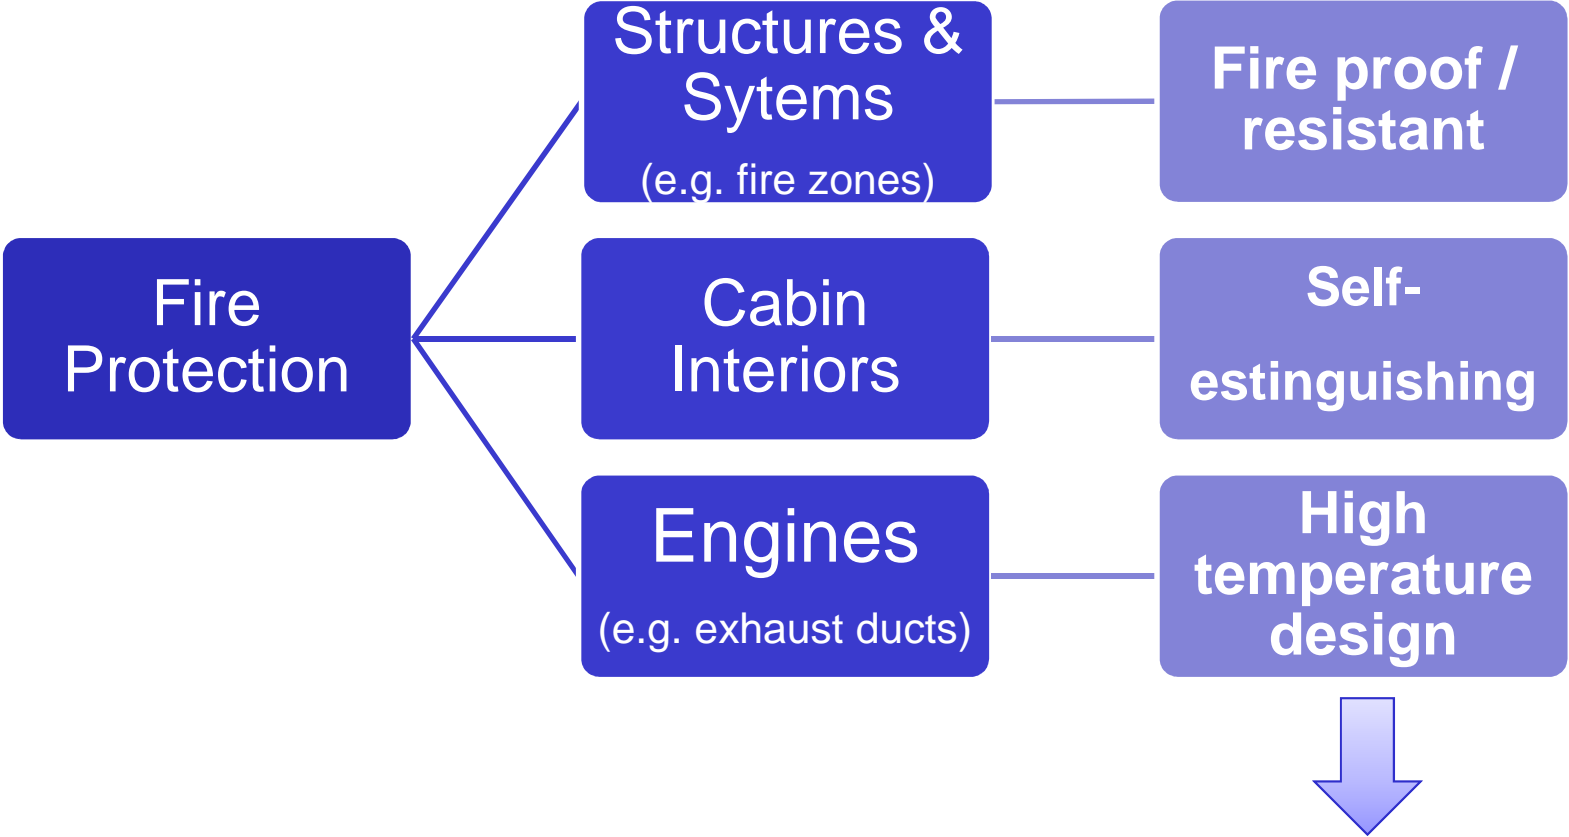 Structures &
Sytems
(e.g. fire zones)
Fire proof /
resistant
Fire
Protection
Cabin
Interiors
Self-
estinguishing
Engines
(e.g. exhaust ducts)
High
temperature
design